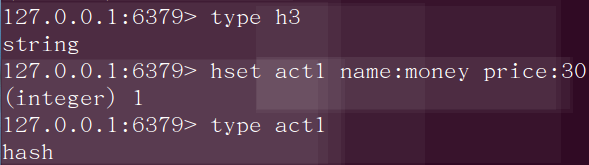 127.0.0.1:6379> type h3
string
127.0.0.1:6379> hset act1 name:money price:30
(integer) 1
127.0.0.1:6379> type act1
hash